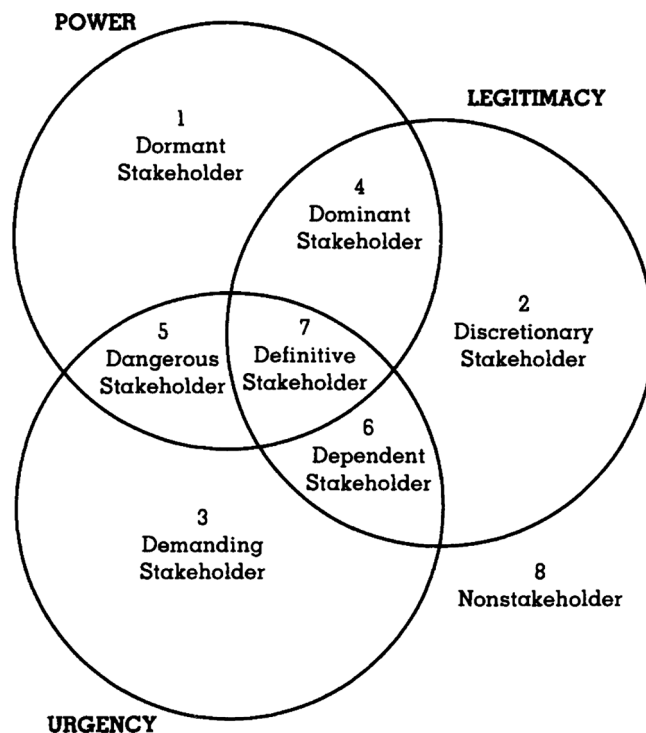 POWER
LEGITIMACY
1
Dormant
Stakeholder
4
Dominant
Stakeholder
2
Discretionary
Stakeholder
5
Dangerous
Stakeholder
7
Definitive
Stakeholder
6
Dependent
Stakeholder
3
Demanding
Stakeholder
8
Nonstakeholder
URGENCY